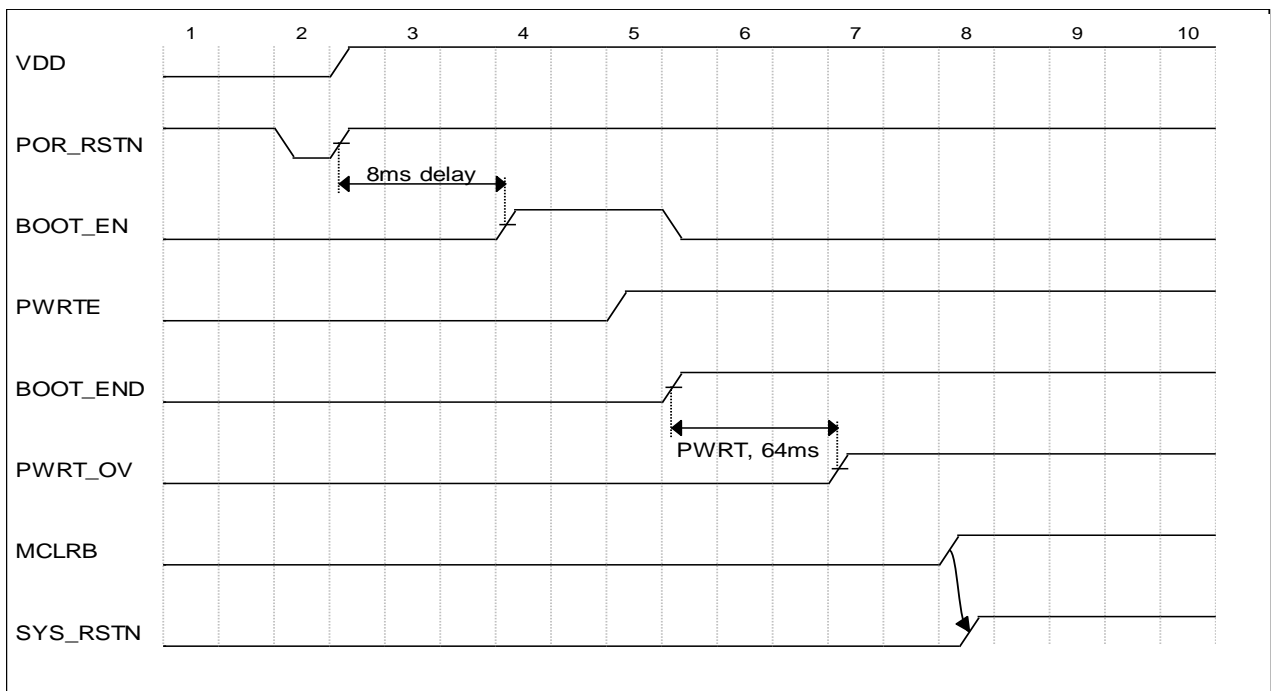 1 2 3 4 5 6 7 8 9 10
VDD
POR_RSTN
8ms delay
BOOT_EN
PWRTE
BOOT_END
PWRT, 64ms
PWRT_OV
MCLRB
SYS_RSTN